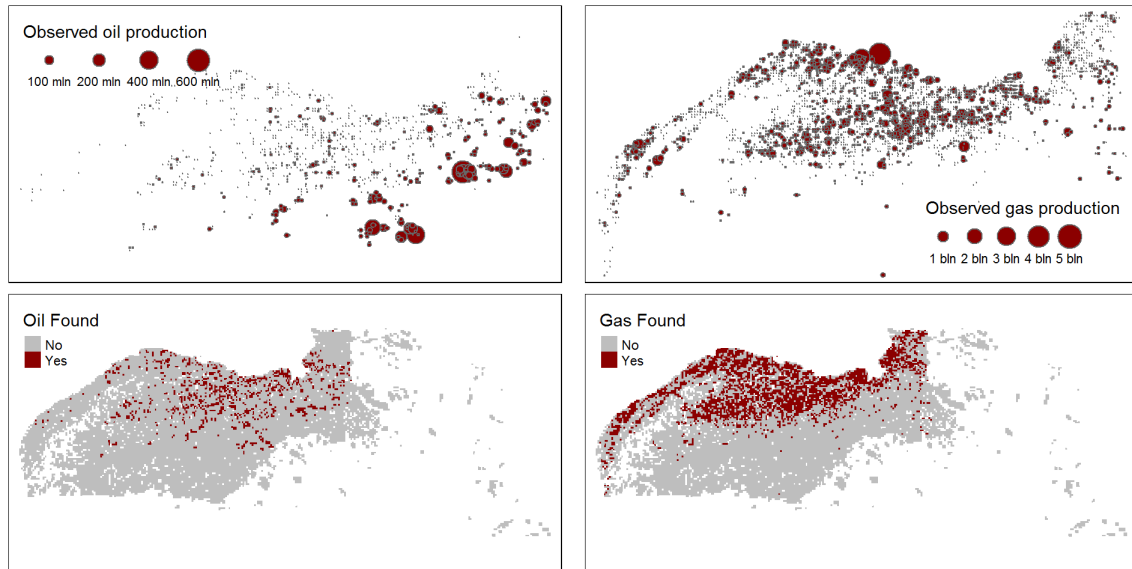 Observed oil production
100 mln 200 mln 400 mln 600 mln
Observed gas production
1 bln 2 bln 3 bln 4 bln 5 bln
Oil Found
No
Yes
Gas Found
No
Yes